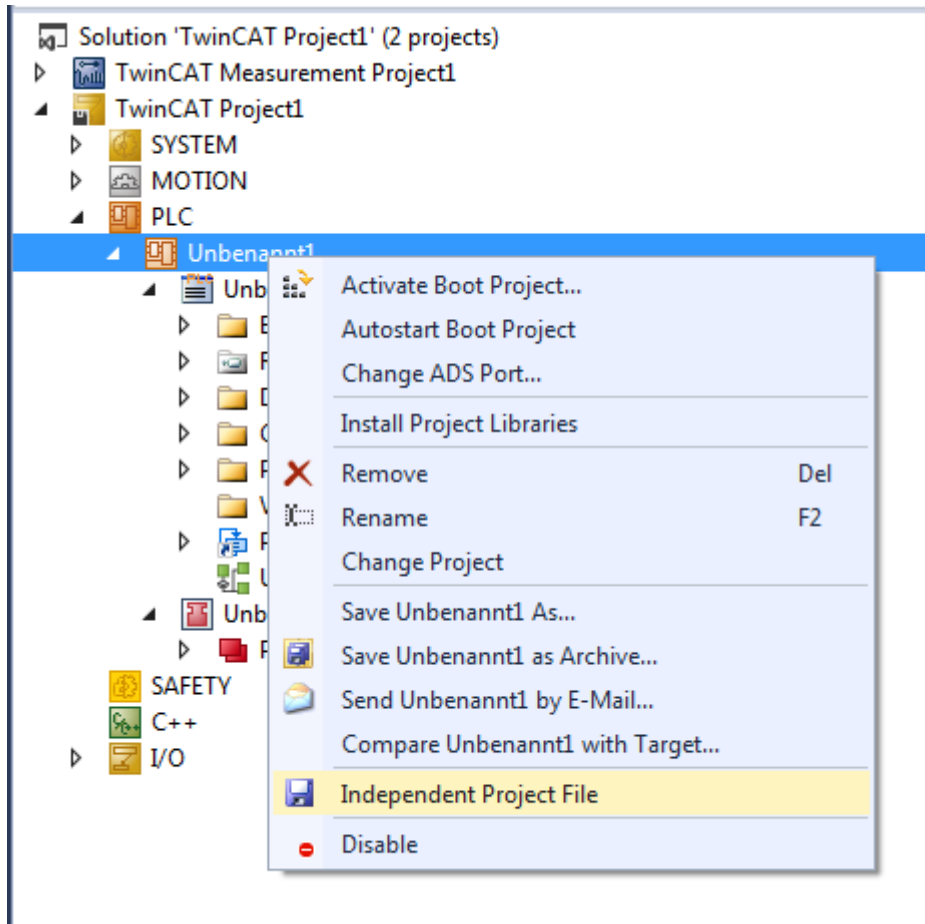 Solution 'TwinCAT Project1' (2 projects)
TwinCAT Measurement Project1
TwinCAT Project1
SYSTEM
MOTION
PLC
Unbenannt1
Activate Boot Project...
Unb
Autostart Boot Project
Change ADS Port...
Install Project Libraries
Remove Del
Rename F2
Change Project
Save Unbenannt1 As...
Unb
Save Unbenannt1 as Archive...
SAFETY
Send Unbenannt1 by E-Mail...
C++
Compare Unbenannt1 with Target...
I/O
Independent Project File
Disable